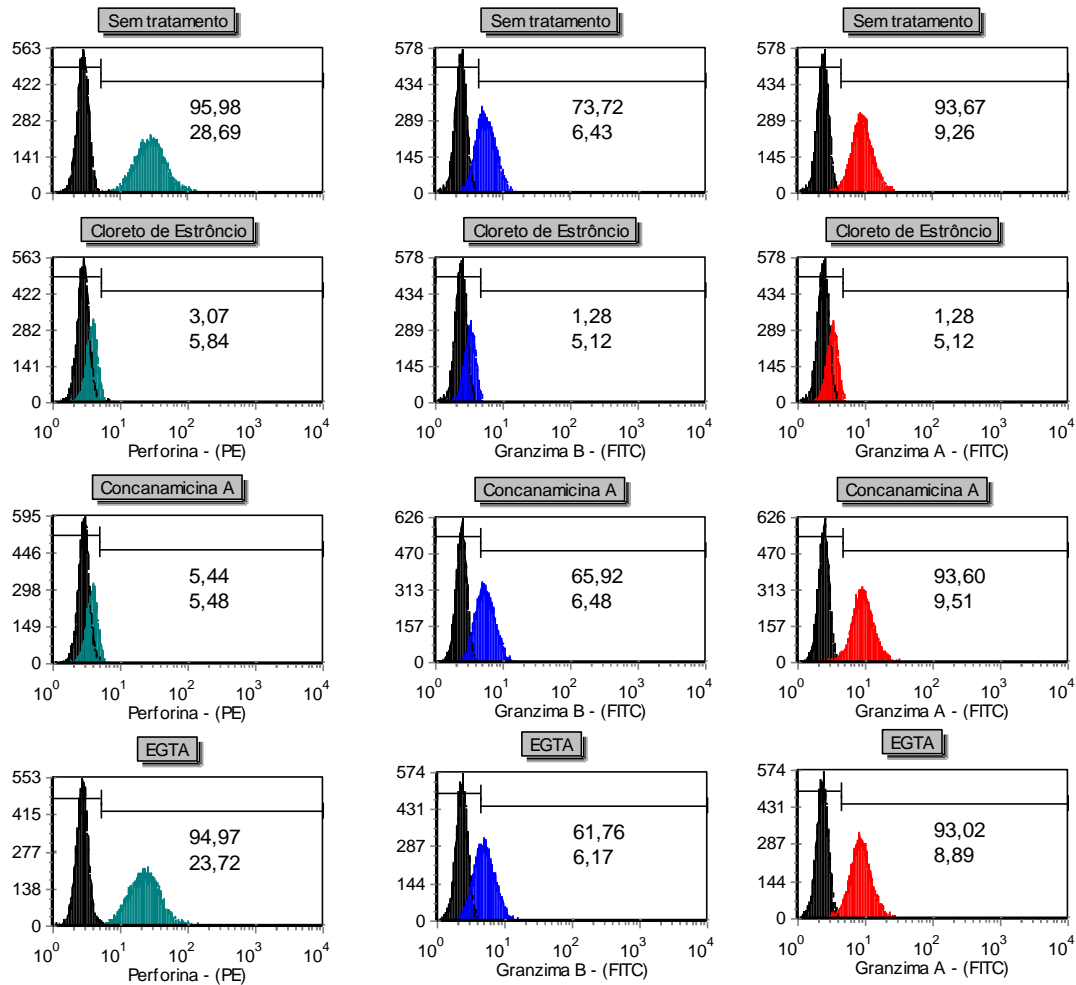 Sem tratamento
563
422
282
141
0
95,98
28,69
Sem tratamento
578
434
289
145
0
73,72
6,43
Sem tratamento
578
434
289
145
0
93,67
9,26
Cloreto de Estrôncio
563
422
282
141
0
3,07
5,84
10^0 10^1 10^2 10^3 10^4
Perforina - (PE)
Cloreto de Estrôncio
578
434
289
145
0
1,28
5,12
10^0 10^1 10^2 10^3 10^4
Granzima B - (FITC)
Cloreto de Estrôncio
578
434
289
145
0
1,28
5,12
10^0 10^1 10^2 10^3 10^4
Granzima A - (FITC)
Concanamicina A
595
446
298
149
0
5,44
5,48
10^0 10^1 10^2 10^3 10^4
Perforina - (PE)
Concanamicina A
626
470
313
157
0
65,92
6,48
10^0 10^1 10^2 10^3 10^4
Granzima B - (FITC)
Concanamicina A
626
470
313
157
0
93,60
9,51
10^0 10^1 10^2 10^3 10^4
Granzima A - (FITC)
EGTA
553
415
277
138
0
94,97
23,72
10^0 10^1 10^2 10^3 10^4
Perforina - (PE)
EGTA
574
431
287
144
0
61,76
6,17
10^0 10^1 10^2 10^3 10^4
Granzima B - (FITC)
EGTA
574
431
287
144
0
93,02
8,89
10^0 10^1 10^2 10^3 10^4
Granzima A - (FITC)